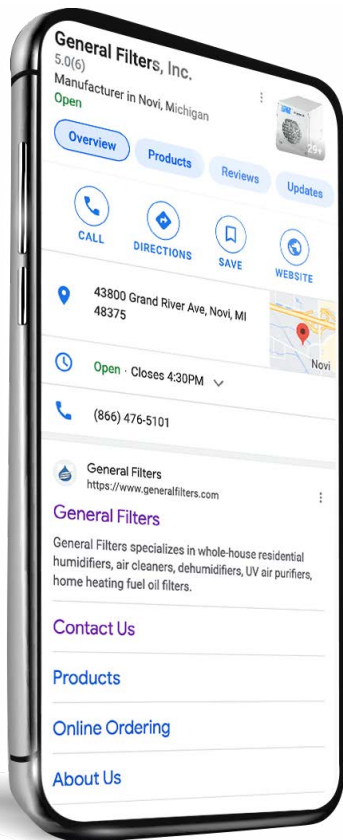 General Filters, Inc.
5.0(6)
Manufacturer in Novi, Michigan
Open
29+
Overview
Products
Reviews
Updates
CALL
DIRECTIONS
SAVE
WEBSITE
43800 Grand River Ave, Novi, MI
48375
Novi
Open · Closes 4:30PM
(866) 476-5101
General Filters
https://www.generalfilters.com
General Filters
General Filters specializes in whole-house residential
humidifiers, air cleaners, dehumidifiers, UV air purifiers,
home heating fuel oil filters.
Contact Us
Products
Online Ordering
About Us